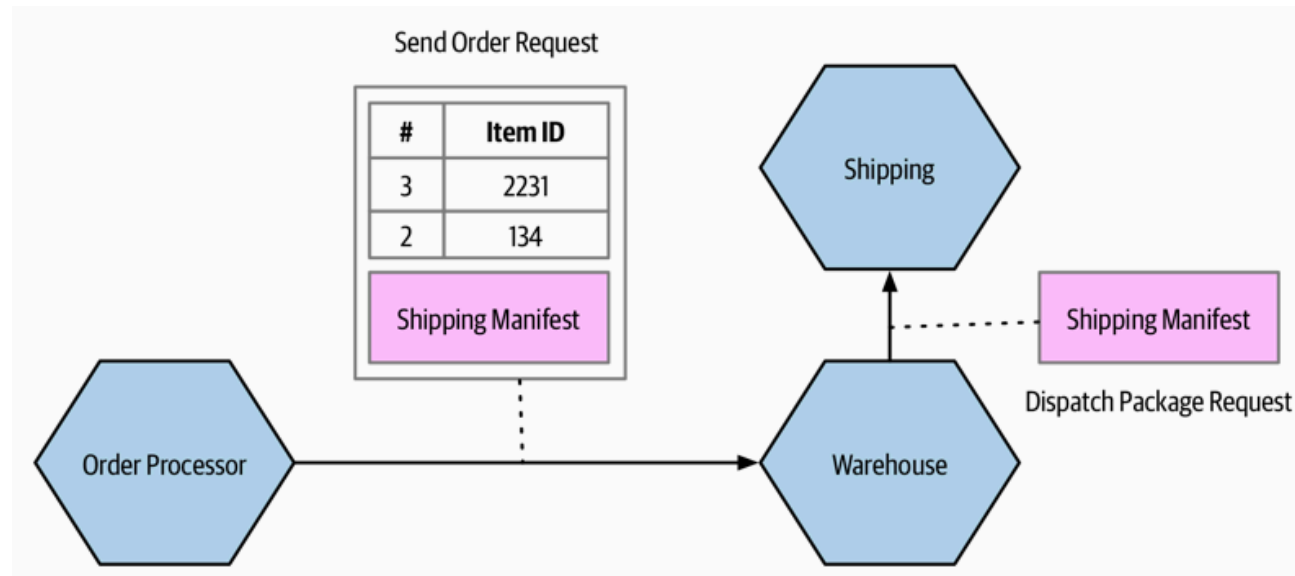 Send Order Request
# Item ID
3 2231
2 134
Shipping Manifest
Order Processor
Shipping
Warehouse
Shipping Manifest
Dispatch Package Request